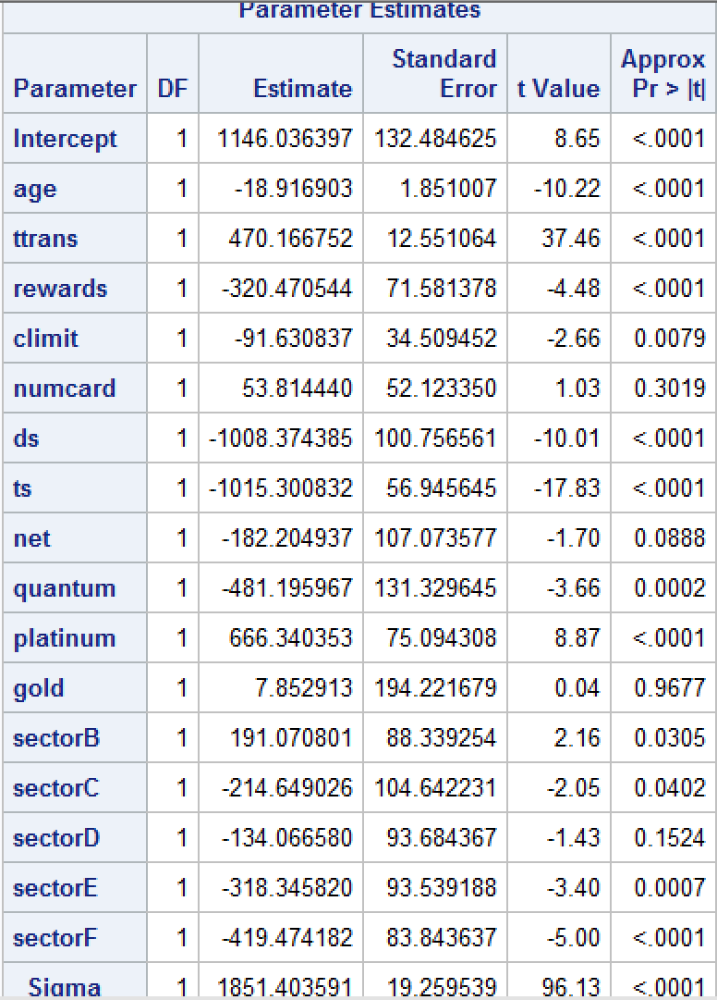 Parameter Estimates
Parameter DF Estimate Standard Error t Value Approx Pr > |t|
Intercept 1 1146.036397 132.484625 8.65 <.0001
age 1 -18.916903 1.851007 -10.22 <.0001
ttrans 1 470.166752 12.551064 37.46 <.0001
rewards 1 -320.470544 71.581378 -4.48 <.0001
climit 1 -91.630837 34.509452 -2.66 0.0079
numcard 1 53.814440 52.123350 1.03 0.3019
ds 1 -1008.374385 100.756561 -10.01 <.0001
ts 1 -1015.300832 56.945645 -17.83 <.0001
net 1 -182.204937 107.073577 -1.70 0.0888
quantum 1 -481.195967 131.329645 -3.66 0.0002
platinum 1 666.340353 75.094308 8.87 <.0001
gold 1 7.852913 194.221679 0.04 0.9677
sectorB 1 191.070801 88.339254 2.16 0.0305
sectorC 1 -214.649026 104.642231 -2.05 0.0402
sectorD 1 -134.066580 93.684367 -1.43 0.1524
sectorE 1 -318.345820 93.539188 -3.40 0.0007
sectorF 1 -419.474182 83.843637 -5.00 <.0001
_Sigma 1 1851.403591 19.259539 96.13 <.0001